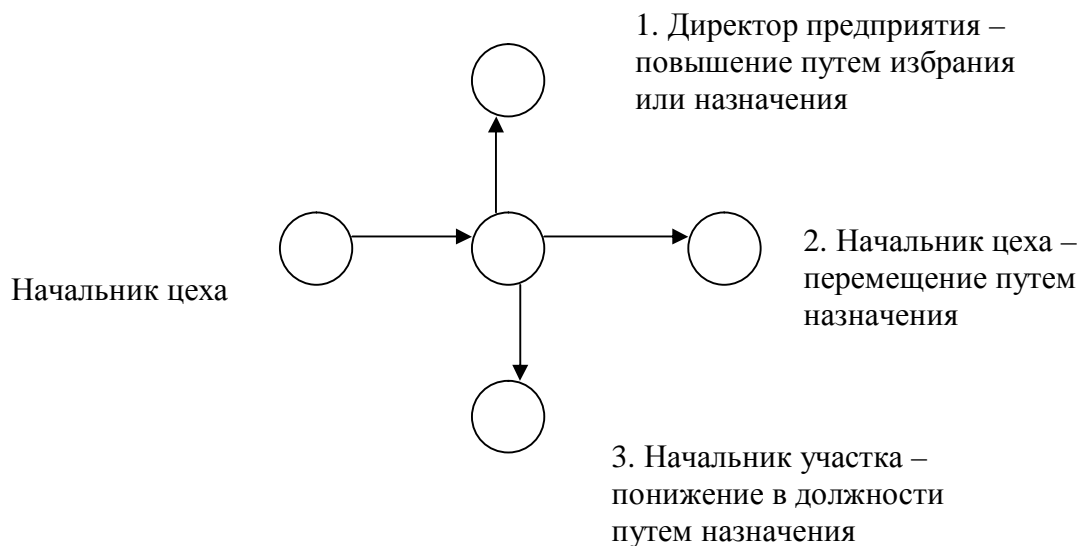 1. Директор предприятия –
повышение путем избрания
или назначения
Начальник цеха
2. Начальник цеха –
перемещение путем
назначения
3. Начальник участка –
понижение в должности
путем назначения